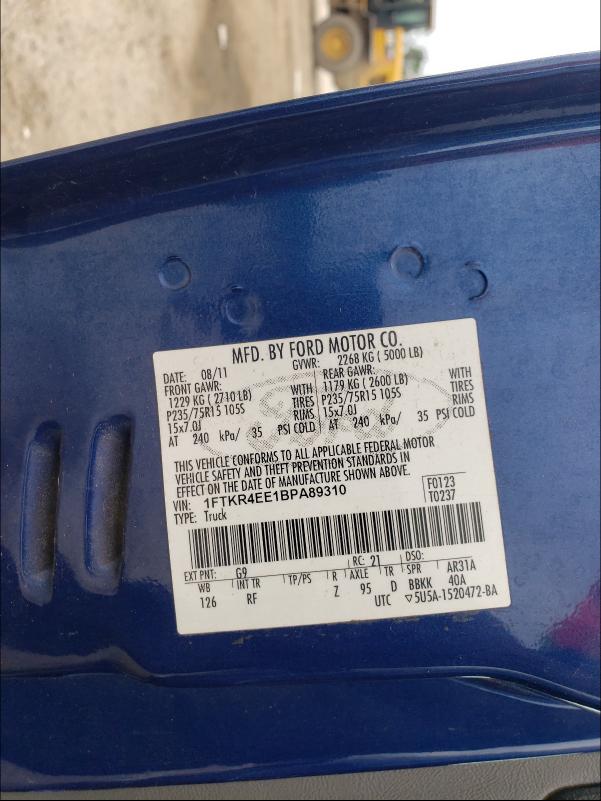 MFD. BY FORD MOTOR CO.
DATE: 08/11 GVWR: 2268 KG ( 5000 LB)
FRONT GAWR: REAR GAWR:
1229 KG (2710 LB) WITH 1179 KG (2600 LB) WITH
P235/75R15 105S TIRES P235/75R15 105S TIRES
15x7.0J RIMS 15x7.0J RIMS
AT 240 kPa/ 35 PSI COLD AT 240 kPa/ 35 PSI COLD
THIS VEHICLE CONFORMS TO ALL APPLICABLE FEDERAL MOTOR
VEHICLE SAFETY AND THEFT PREVENTION STANDARDS IN
EFFECT ON THE DATE OF MANUFACTURE SHOWN ABOVE.
VIN: 1FTKR4EE1BPA89310 F0123
TYPE: Truck T0237
EXT PNT: G9 RC: 21 DSO:
WB INT TR TP/PS R AXLE TR SPR AR31A
126 RF Z 95 D BBKK 40A
UTC ▽5U5A-1520472-BA
Ford